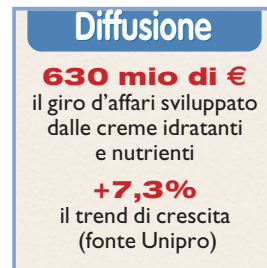 Diffusione
630 mio di €
il giro d'affari sviluppato
dalle creme idratanti
e nutrienti
+7,3%
il trend di crescita
(fonte Unipro)